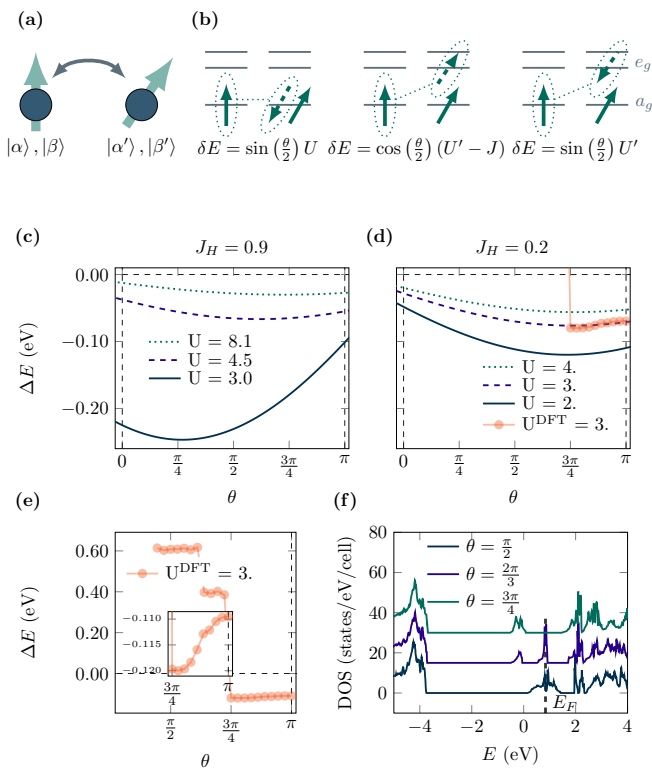 (a)
|α⟩ , |β⟩
|α′⟩ , |β′⟩
(b)
e_g
a_g
δE = sin (θ/2) U
δE = cos (θ/2) (U′ − J)
δE = sin (θ/2) U′
(c)
J_H = 0.9
0.00
−0.10
−0.20
ΔE (eV)
U = 8.1
U = 4.5
U = 3.0
0
π/4
π/2
3π/4
π
θ
(d)
J_H = 0.2
U = 4.
U = 3.
U = 2.
U^DFT = 3.
0
π/4
π/2
3π/4
π
θ
(e)
0.60
0.40
0.20
0.00
ΔE (eV)
U^DFT = 3.
−0.110
−0.115
−0.120
3π/4
π
π/2
3π/4
π
θ
(f)
80
60
40
20
0
DOS (states/eV/cell)
θ = π/2
θ = 2π/3
θ = 3π/4
E_F
−4
−2
0
2
4
E (eV)